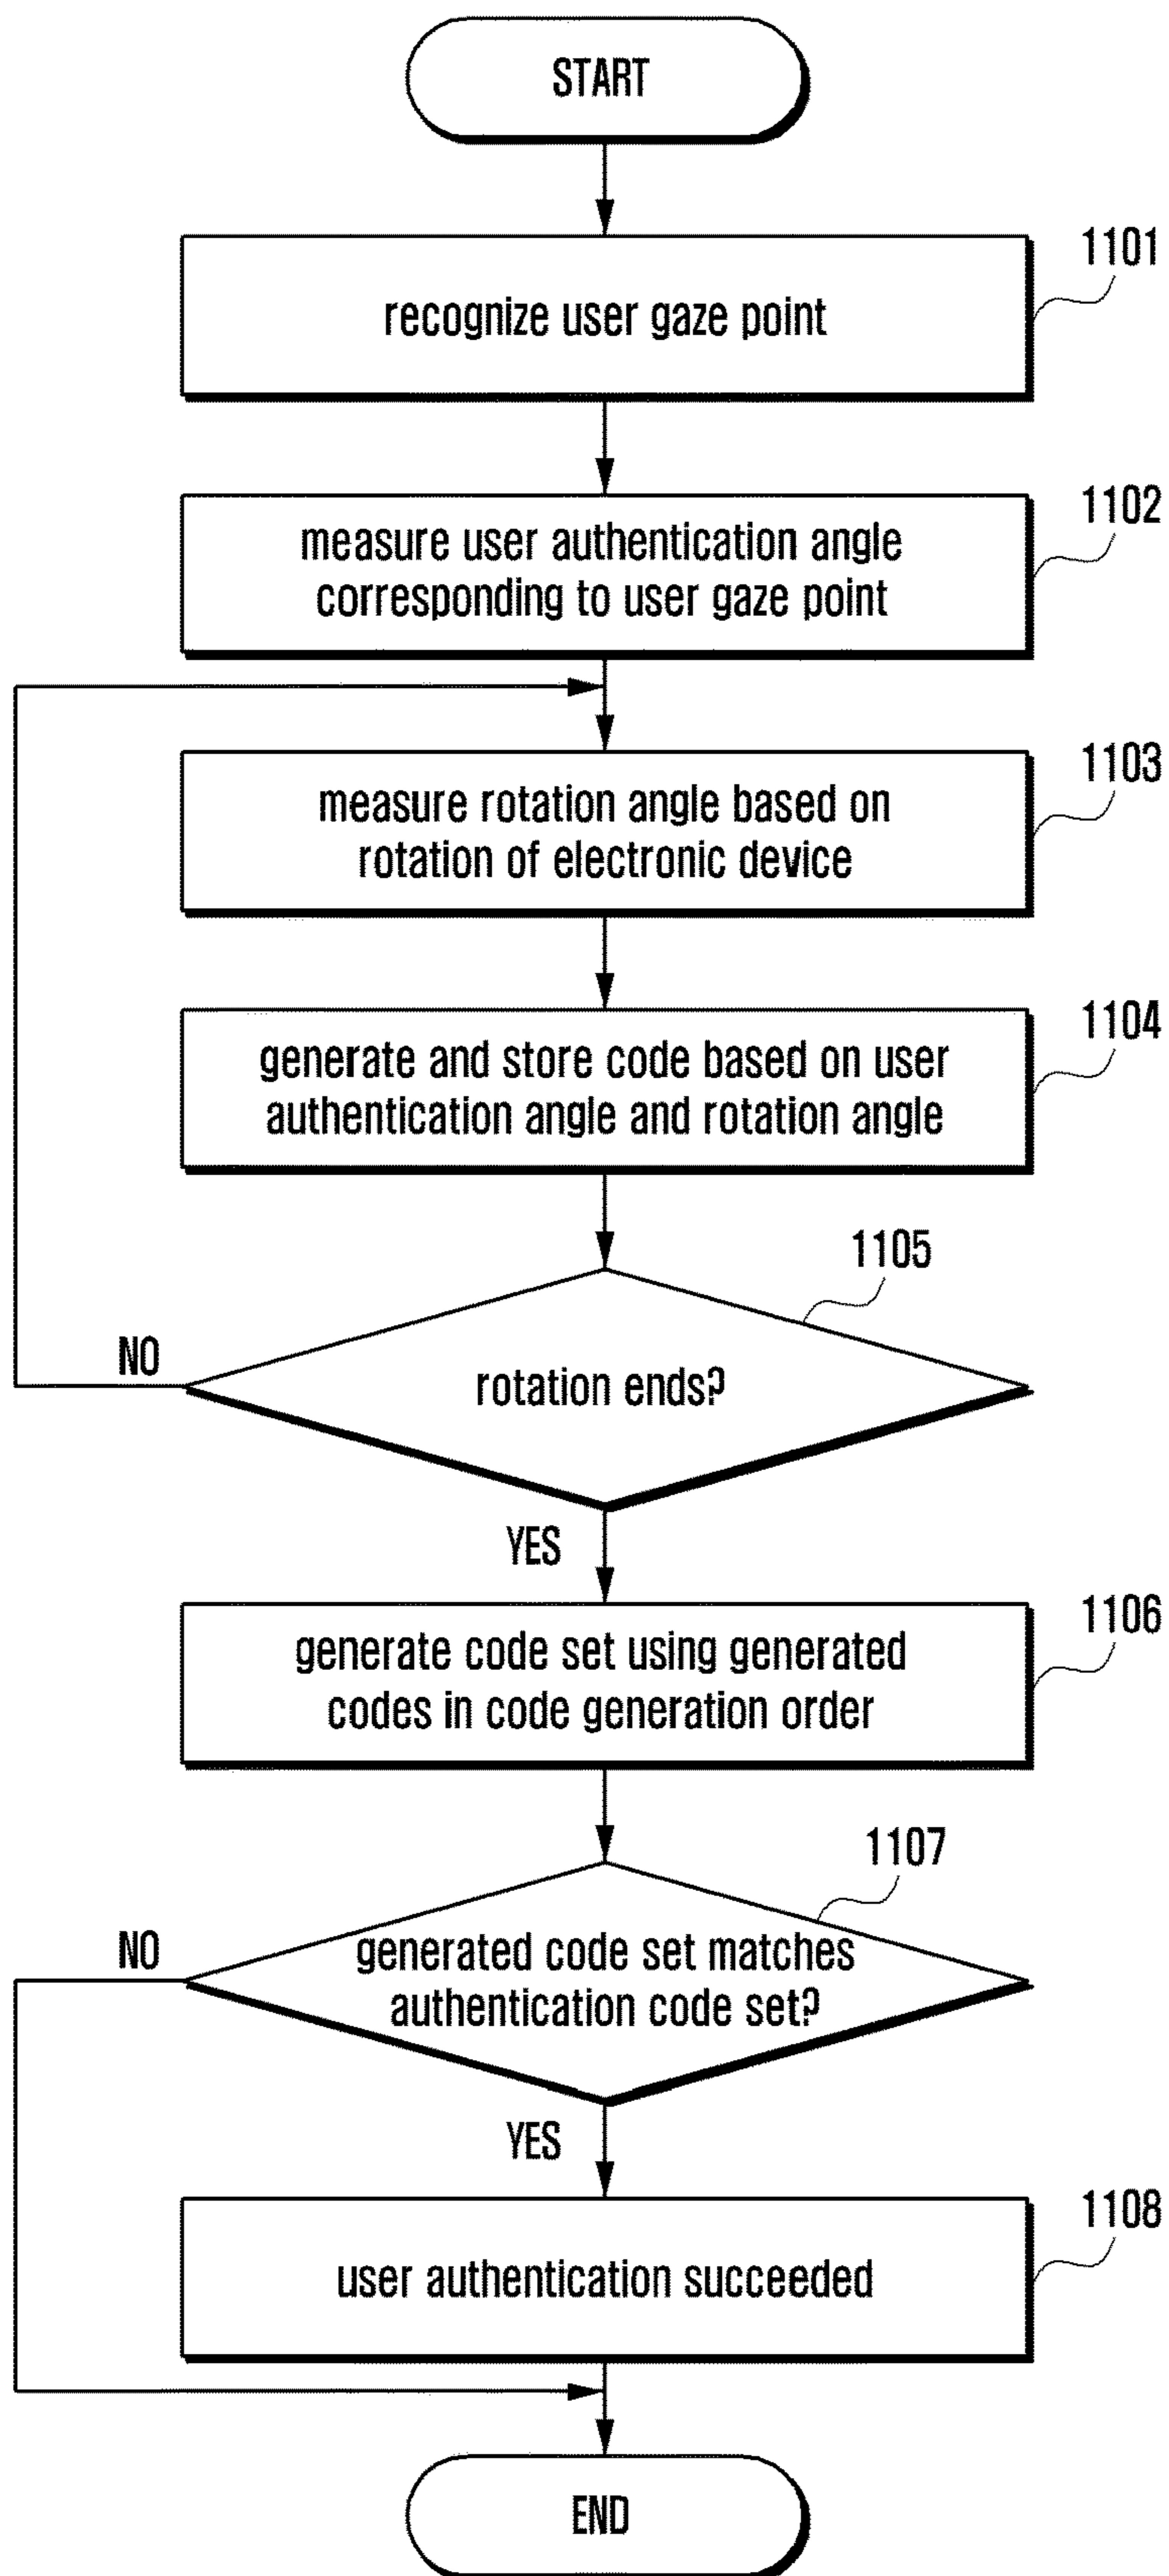 START
1101
recognize user gaze point
1102
measure user authentication angle
corresponding to user gaze point
1103
measure rotation angle based on
rotation of electronic device
1104
generate and store code based on user
authentication angle and rotation angle
1105
NO
rotation ends?
YES
1106
generate code set using generated
codes in code generation order
1107
NO
generated code set matches
authentication code set?
YES
1108
user authentication succeeded
END